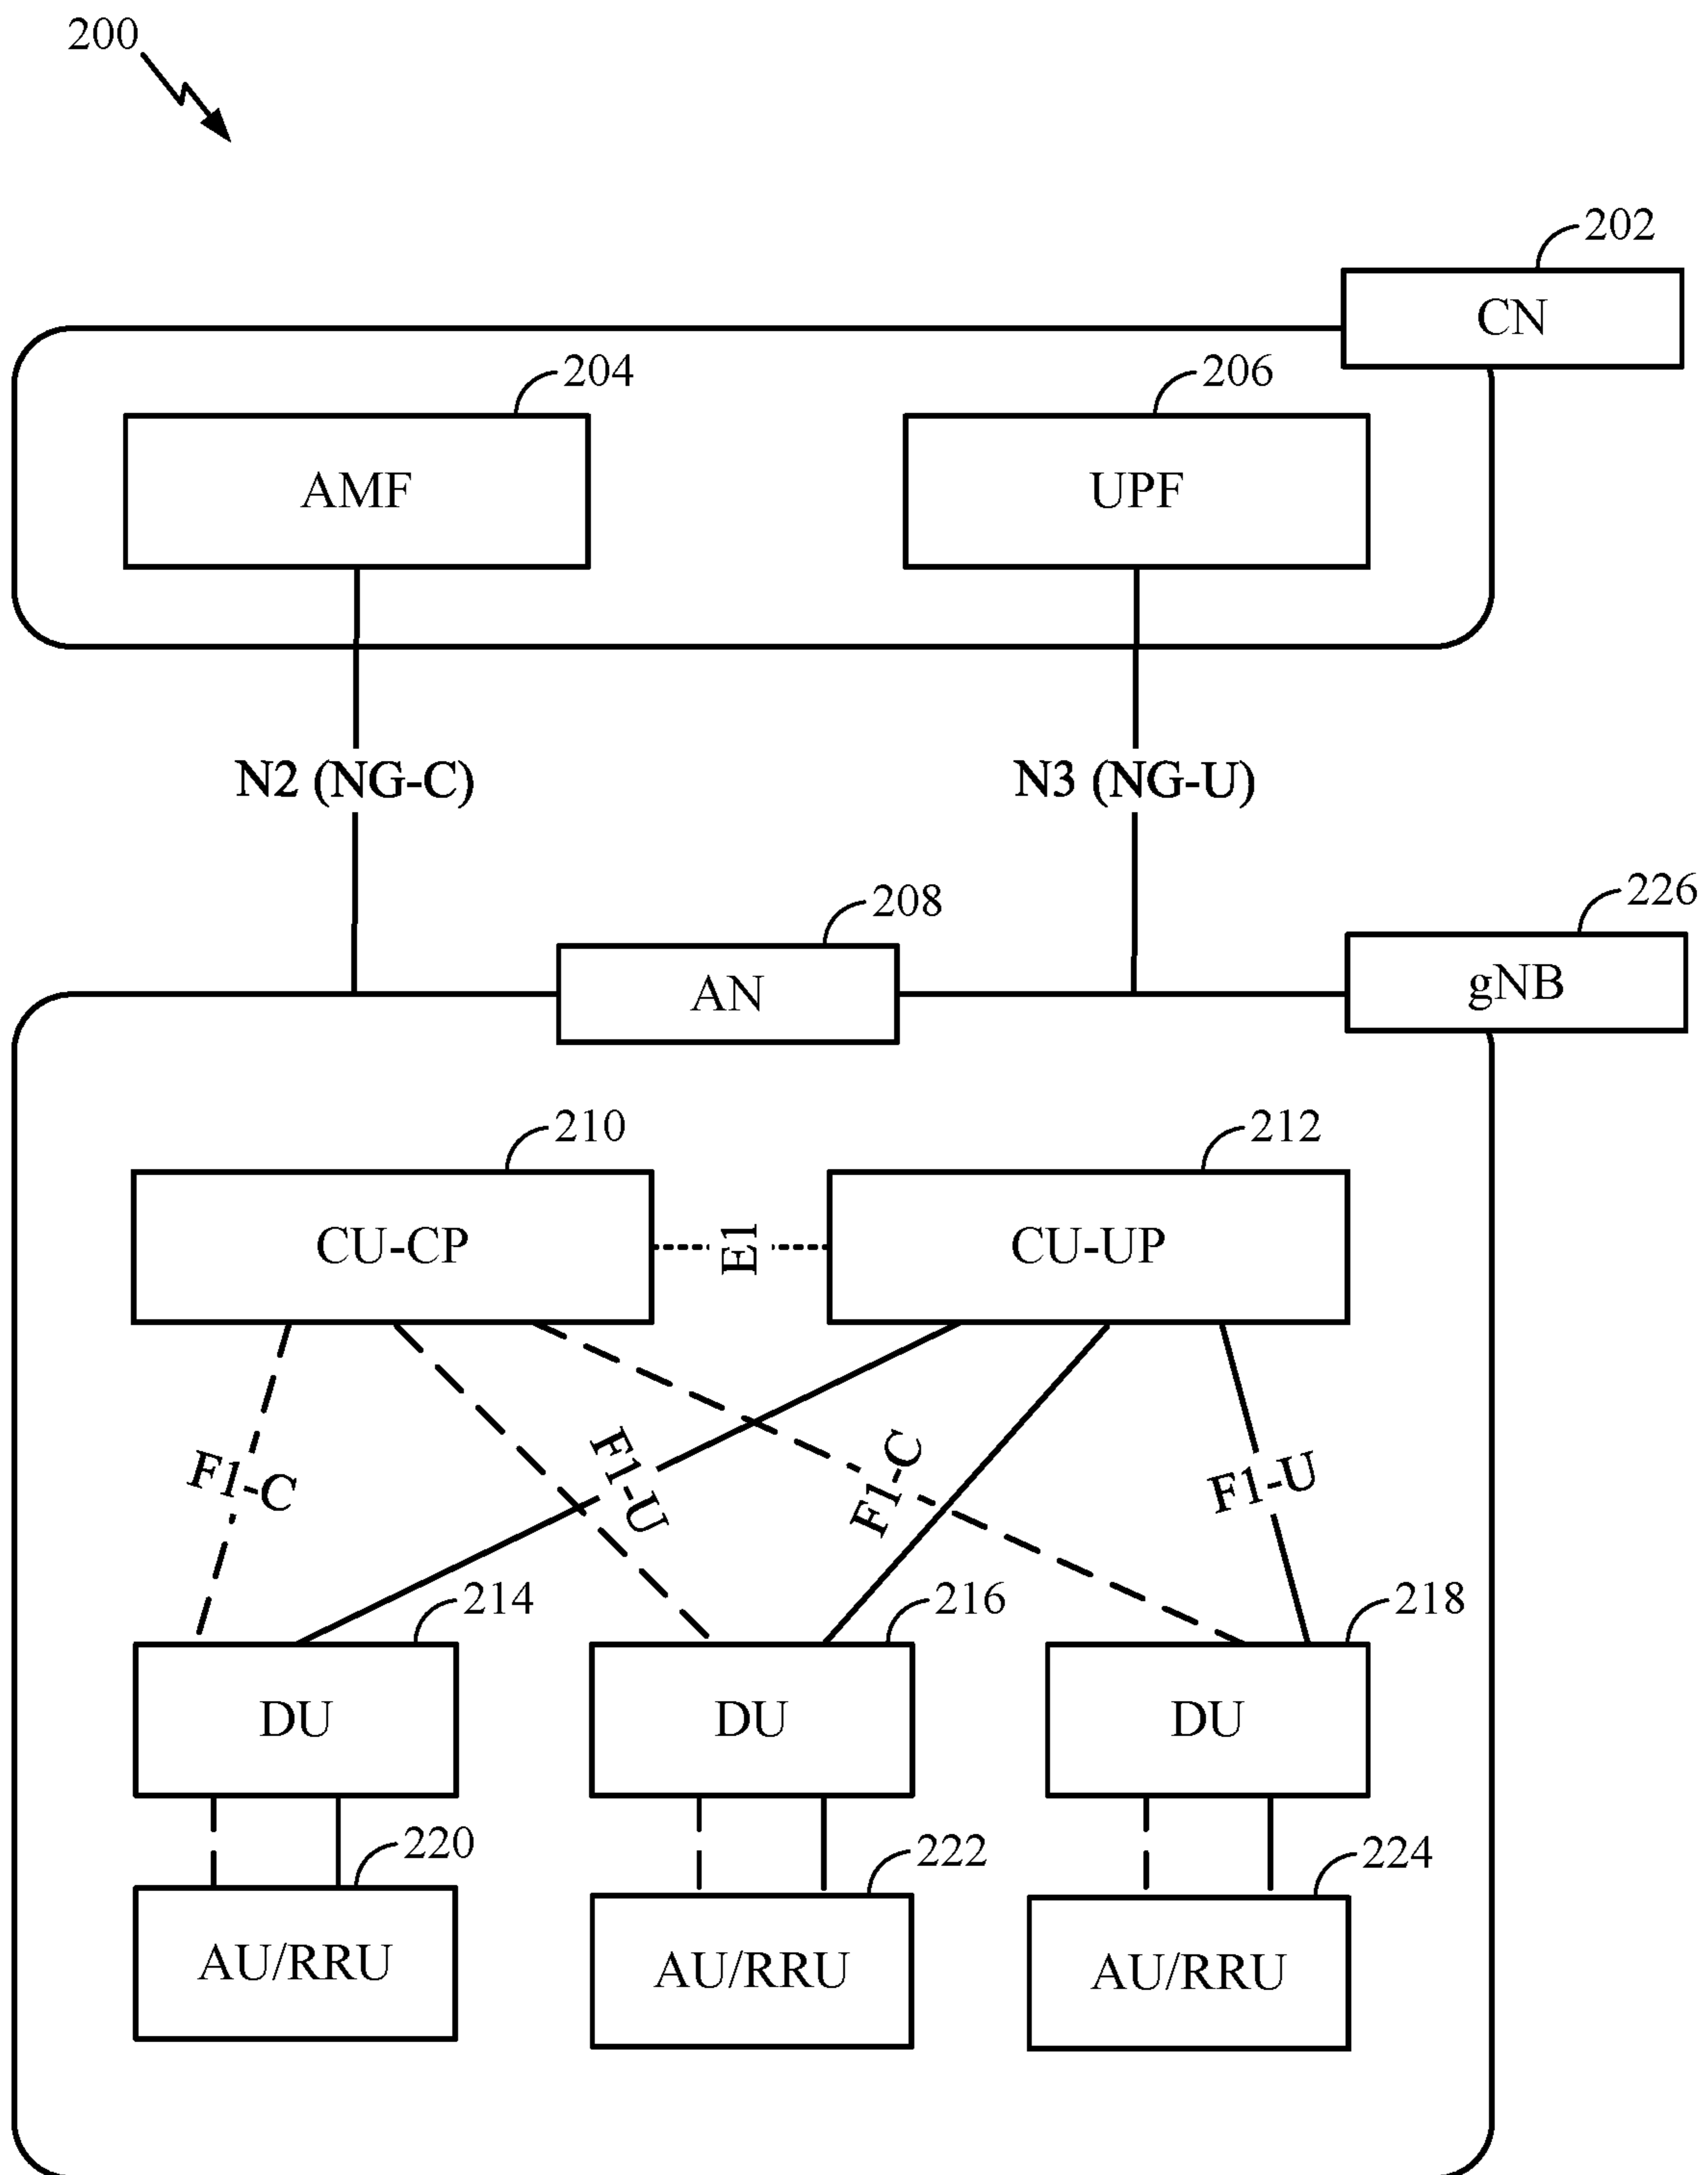 200
202
CN
204
206
AMF
UPF
N2 (NG-C)
N3 (NG-U)
208
226
AN
gNB
210
212
CU-CP
E1
CU-UP
F1-C
F1-U
F1-C
F1-U
214
216
218
DU
DU
DU
220
222
224
AU/RRU
AU/RRU
AU/RRU